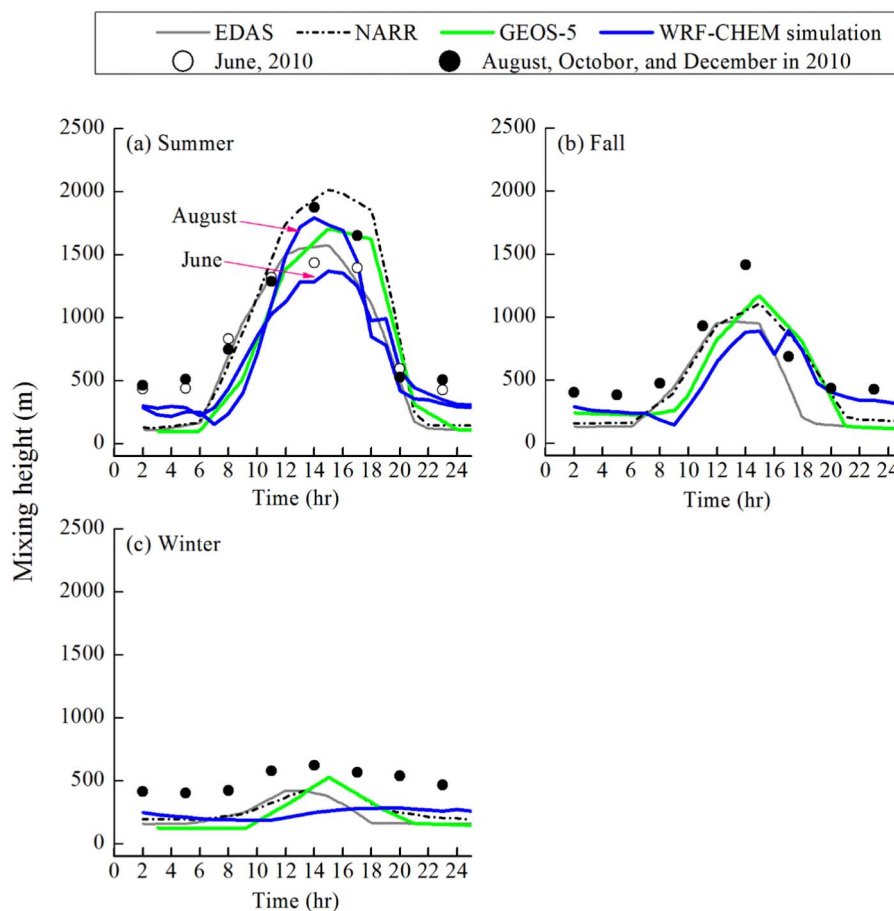 EDAS NARR GEOS-5 WRF-CHEM simulation
June, 2010 August, Octobor, and December in 2010
Mixing height (m)
(a) Summer
2500
2000
1500
1000
500
0
August
June
0 2 4 6 8 10 12 14 16 18 20 22 24
Time (hr)
(b) Fall
2500
2000
1500
1000
500
0
0 2 4 6 8 10 12 14 16 18 20 22 24
Time (hr)
(c) Winter
2500
2000
1500
1000
500
0
0 2 4 6 8 10 12 14 16 18 20 22 24
Time (hr)